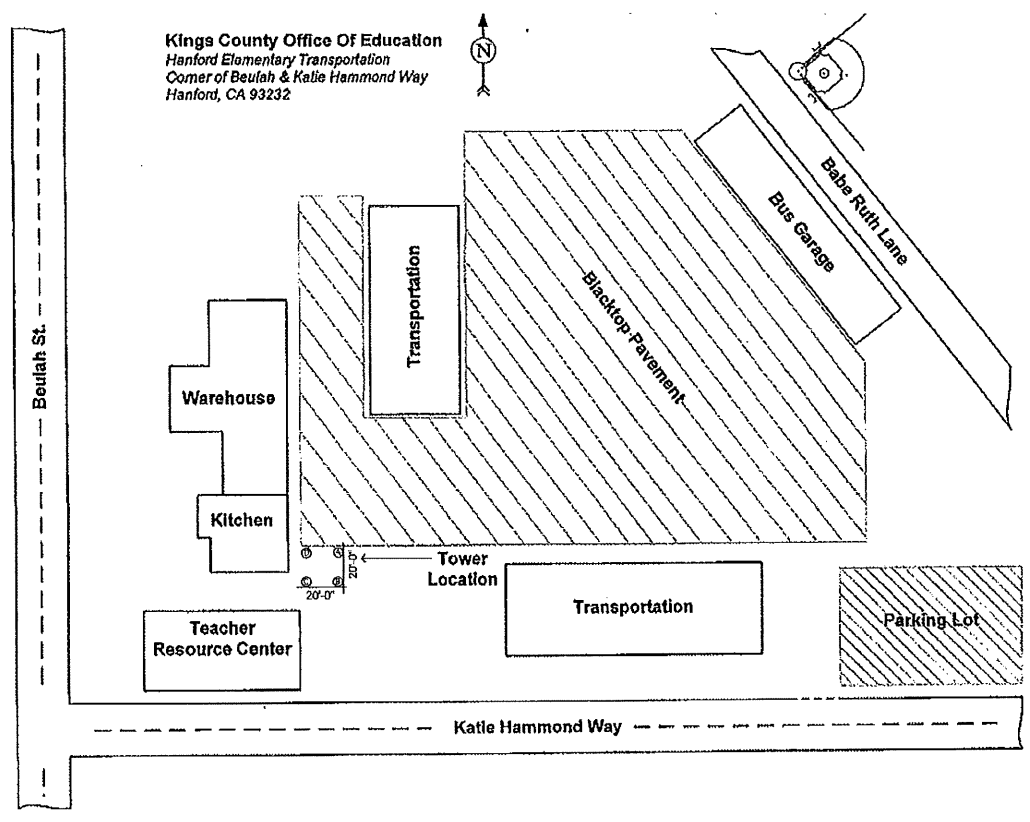 Kings County Office Of Education
Hanford Elementary Transportation
Corner of Beulah & Katie Hammond Way
Hanford, CA 93232
N
Babe Ruth Lane
Bus Garage
Transportation
Blacktop Pavement
Beulah St.
Warehouse
Kitchen
Tower
Location
20'-0"
20'-0"
Transportation
Parking Lot
Teacher
Resource Center
Katie Hammond Way